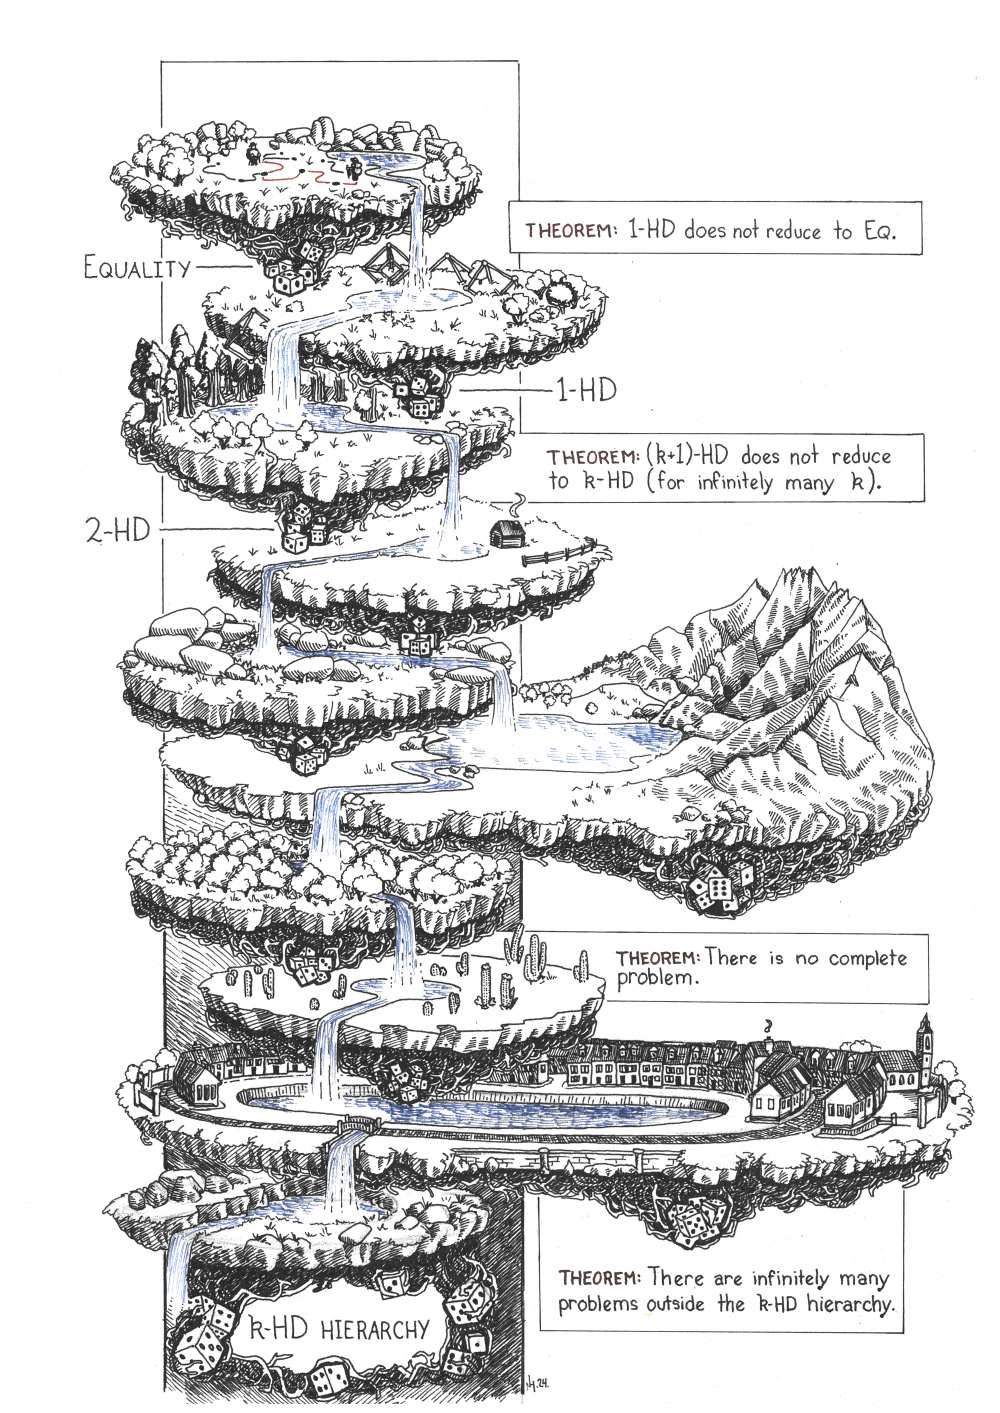 THEOREM: 1-HD does not reduce to EQ.
EQUALITY
1-HD
THEOREM: (k+1)-HD does not reduce
to k-HD (for infinitely many k).
2-HD
THEOREM: There is no complete
problem.
THEOREM: There are infinitely many
problems outside the k-HD hierarchy.
k-HD HIERARCHY